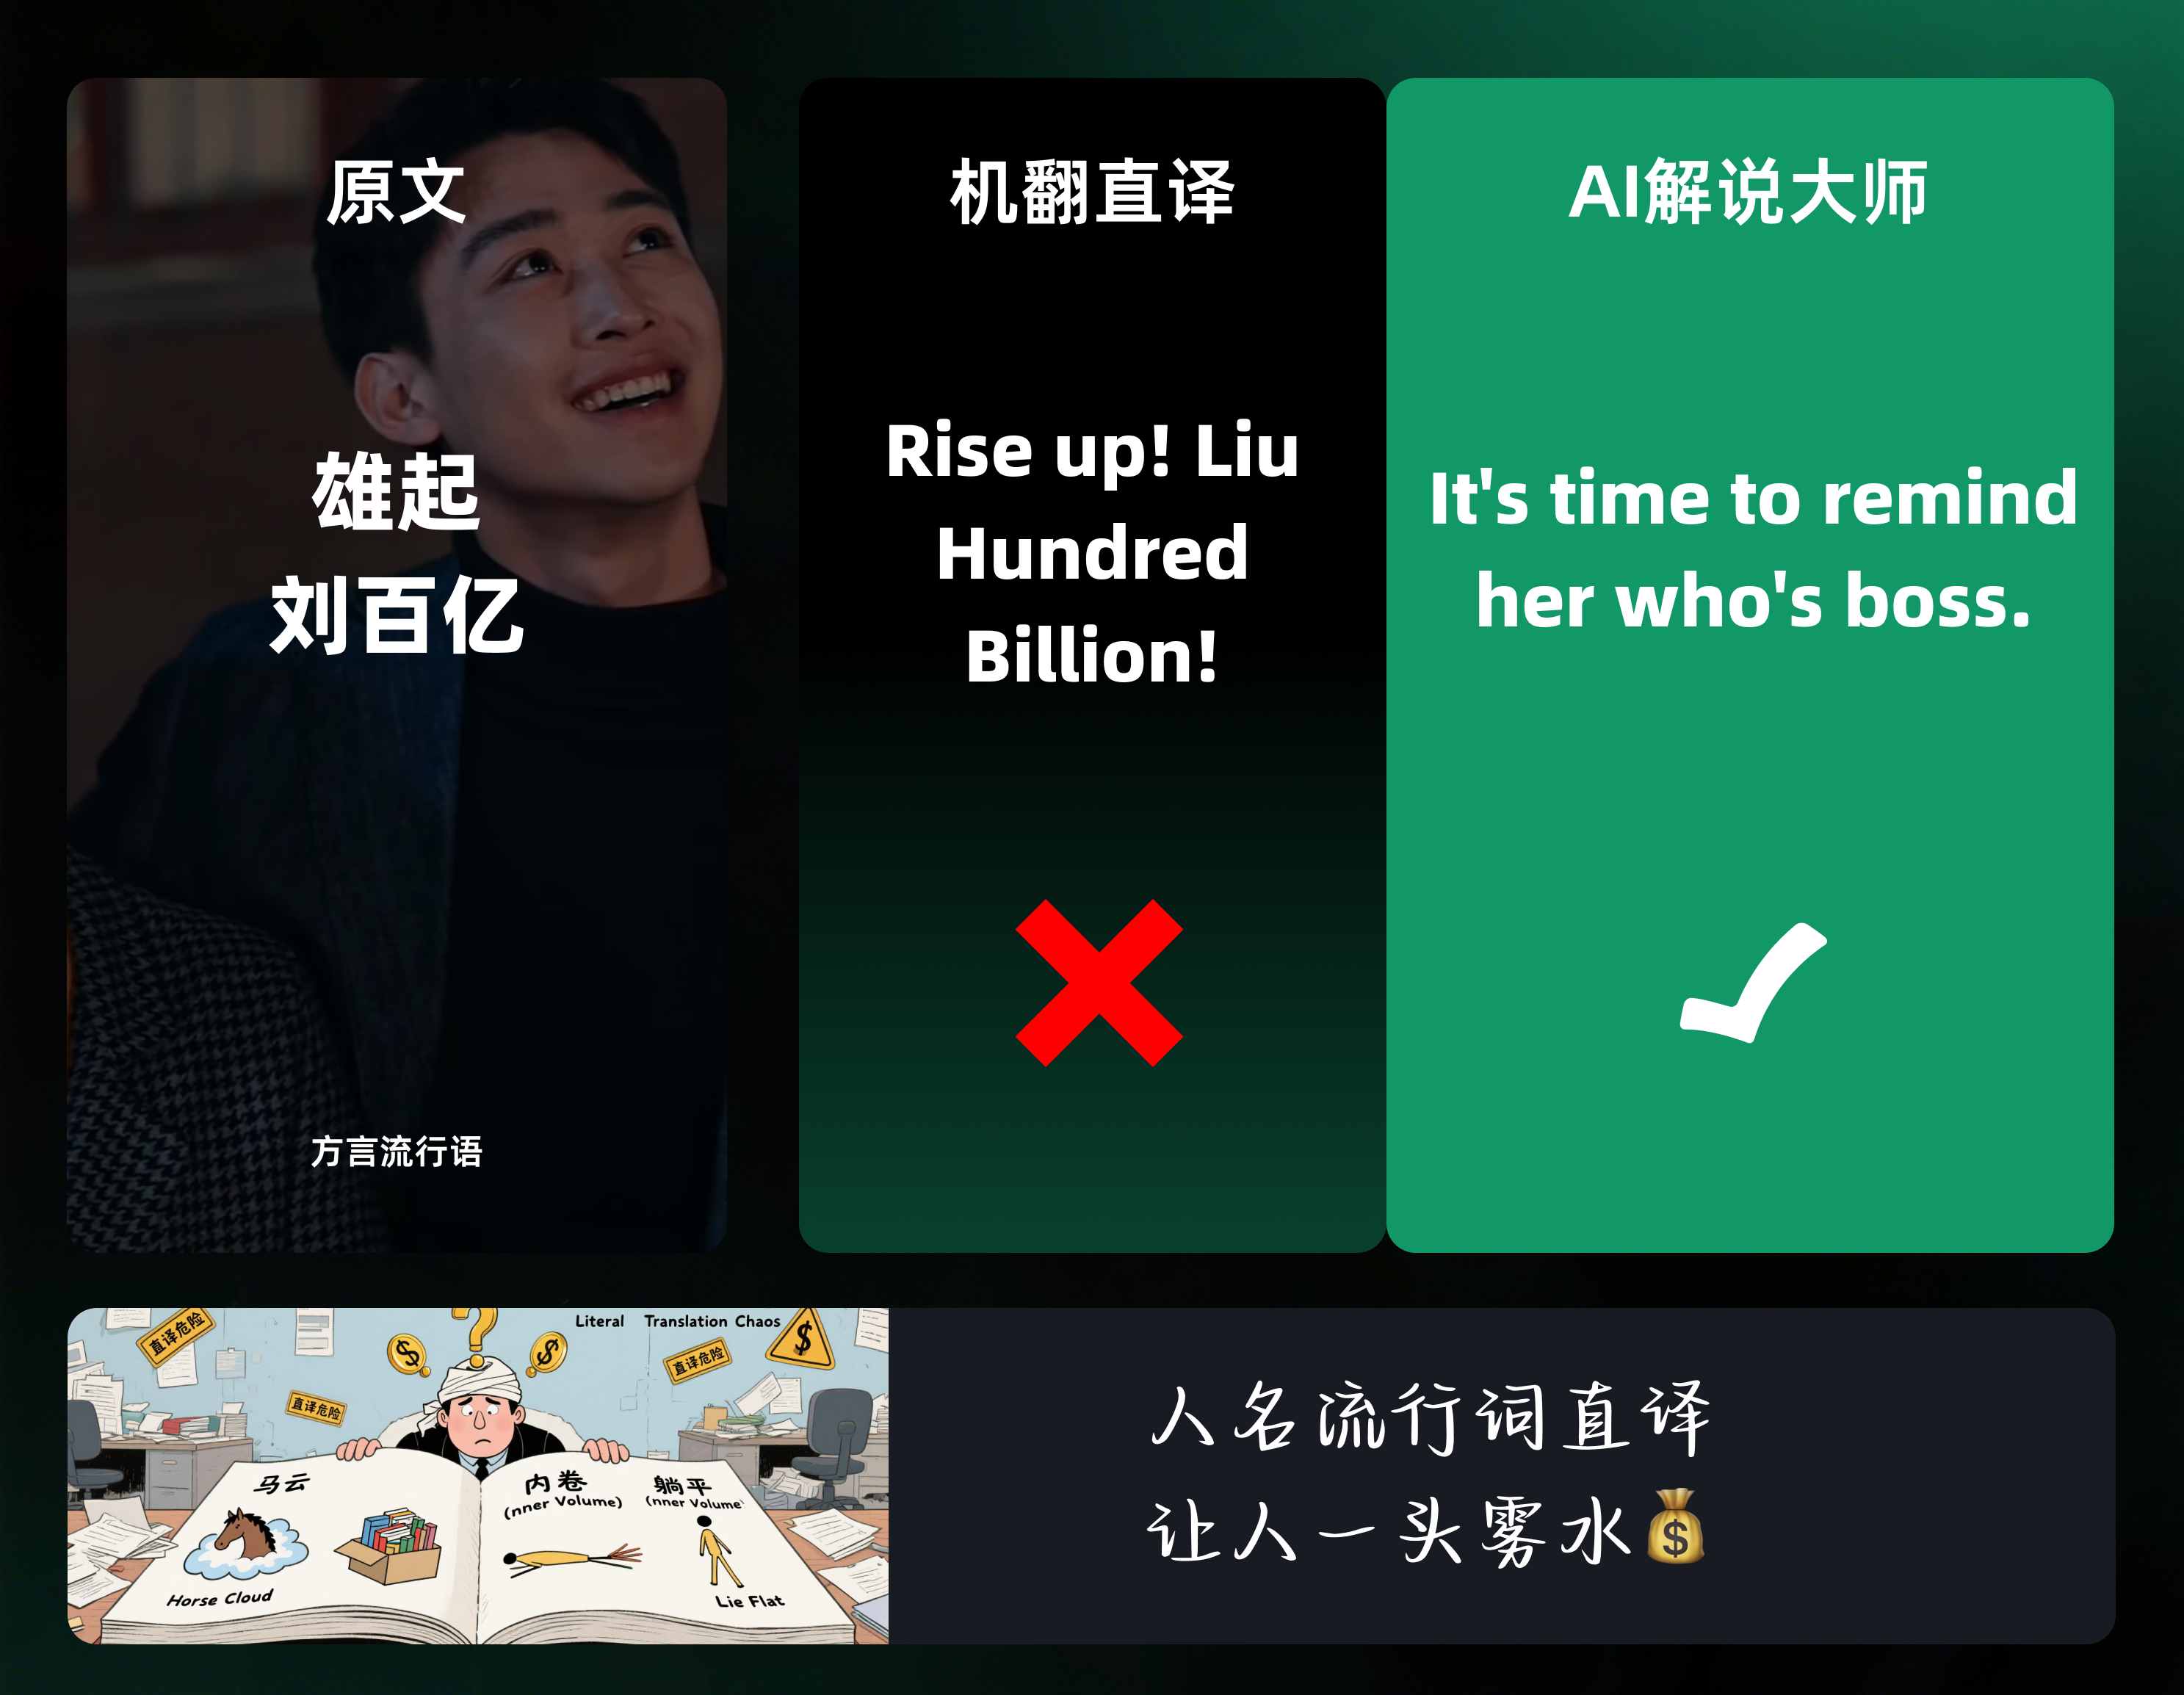 原文
雄起
刘百亿
方言流行语
机翻直译
Rise up! Liu
Hundred
Billion!
AI解说大师
It's time to remind
her who's boss.
直译危险
Literal Translation Chaos
直译危险
直译危险
马云
Horse Cloud
内卷
(nner Volume)
躺平
(nner Volume
Lie Flat
人名流行词直译
让人一头雾水